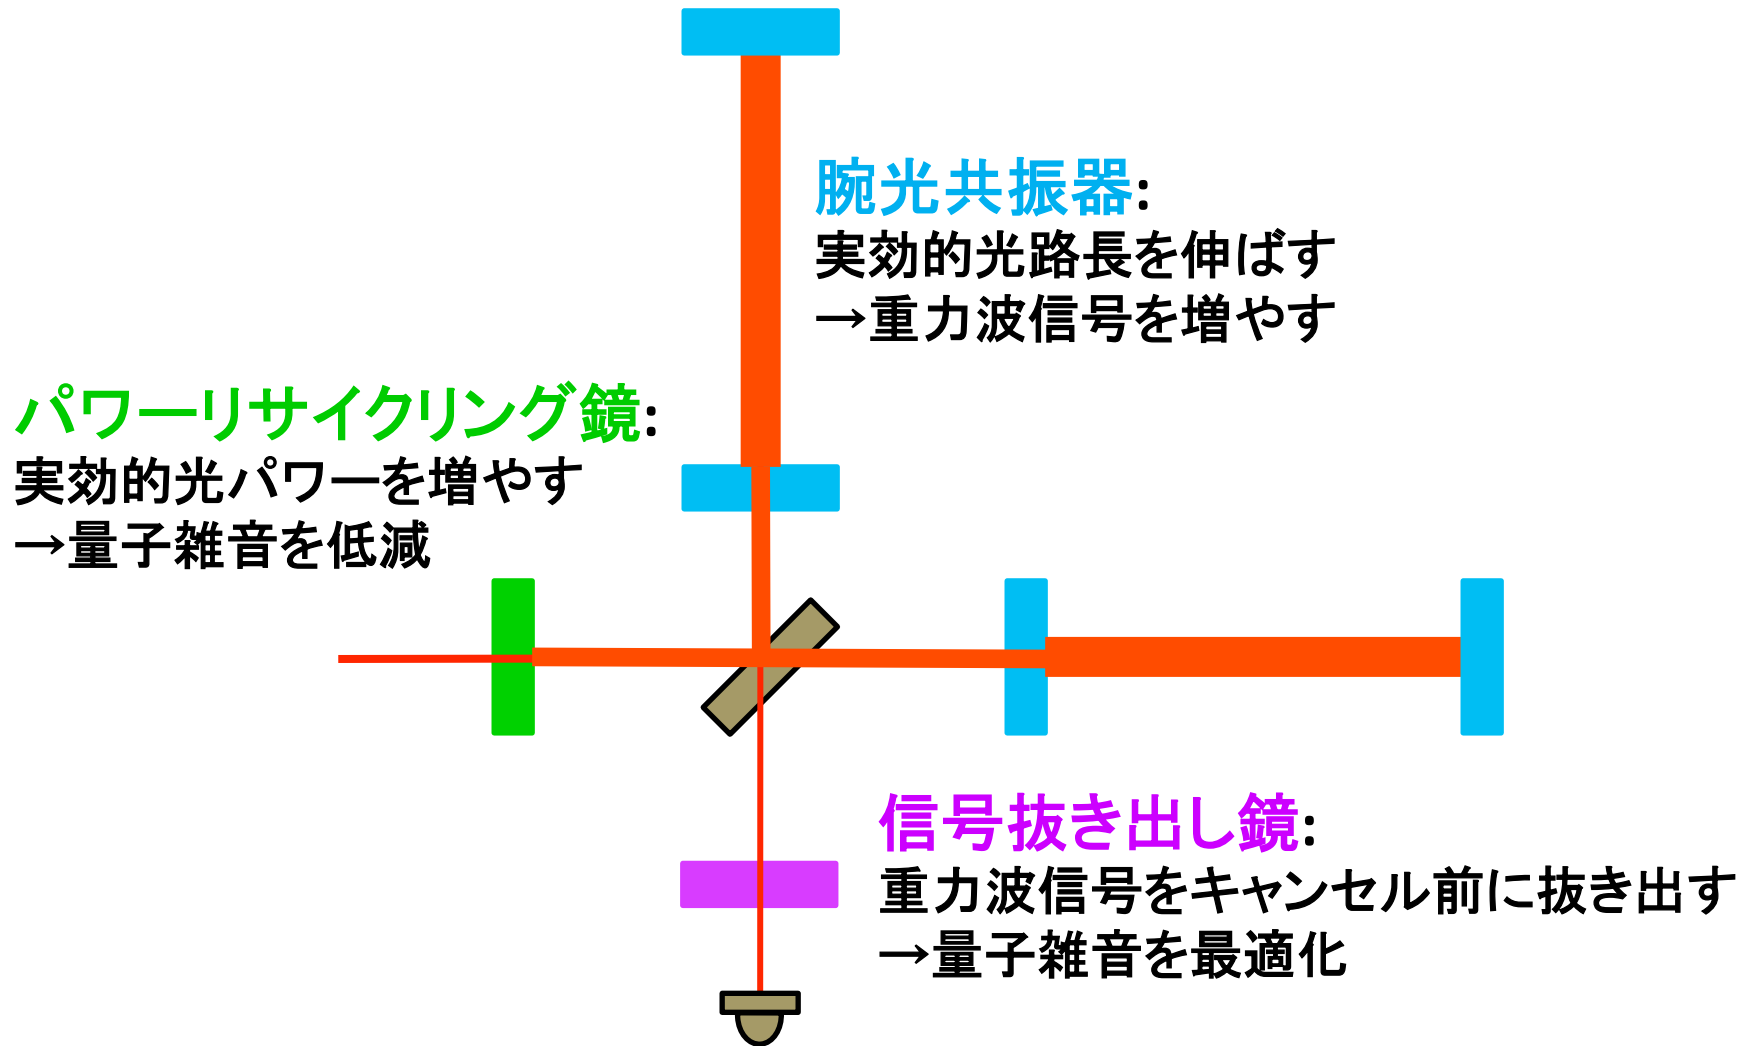 腕光共振器:
実効的光路長を伸ばす
→重力波信号を増やす
パワーリサイクリング鏡:
実効的光パワーを増やす
→量子雑音を低減
信号抜き出し鏡:
重力波信号をキャンセル前に抜き出す
→量子雑音を最適化